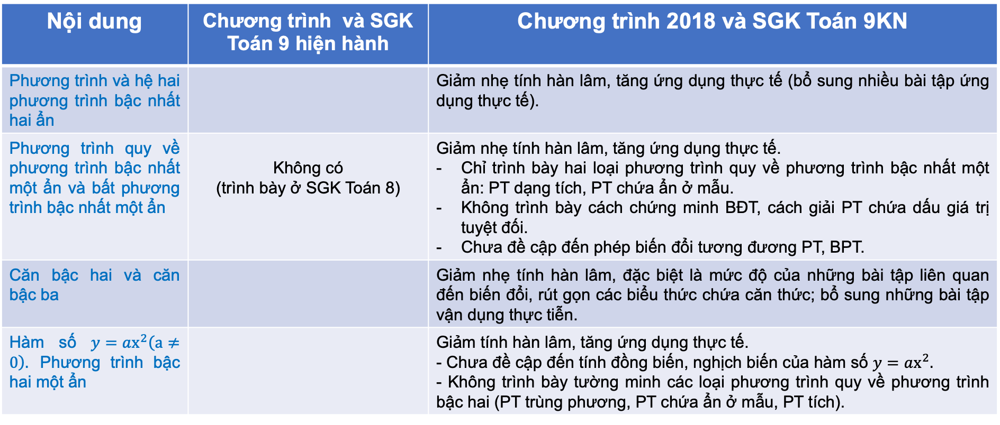 Nội dung
Chương trình và SGK
Toán 9 hiện hành
Chương trình 2018 và SGK Toán 9KN
Phương trình và hệ hai
phương trình bậc nhất
hai ẩn
Giảm nhẹ tính hàn lâm, tăng ứng dụng thực tế (bổ sung nhiều bài tập ứng
dụng thực tế).
Phương trình quy về
phương trình bậc nhất
một ẩn và bất phương
trình bậc nhất một ẩn
Không có
(trình bày ở SGK Toán 8)
Giảm nhẹ tính hàn lâm, tăng ứng dụng thực tế.
- Chỉ trình bày hai loại phương trình quy về phương trình bậc nhất một
ẩn: PT dạng tích, PT chứa ẩn ở mẫu.
- Không trình bày cách chứng minh BĐT, cách giải PT chứa dấu giá trị
tuyệt đối.
- Chưa đề cập đến phép biến đổi tương đương PT, BPT.
Căn bậc hai và căn
bậc ba
Giảm nhẹ tính hàn lâm, đặc biệt là mức độ của những bài tập liên quan
đến biến đổi, rút gọn các biểu thức chứa căn thức; bổ sung những bài tập
vận dụng thực tiễn.
Hàm số y = ax²(a ≠
0). Phương trình bậc
hai một ẩn
Giảm tính hàn lâm, tăng ứng dụng thực tế.
- Chưa đề cập đến tính đồng biến, nghịch biến của hàm số y = ax².
- Không trình bày tường minh các loại phương trình quy về phương trình
bậc hai (PT trùng phương, PT chứa ẩn ở mẫu, PT tích).